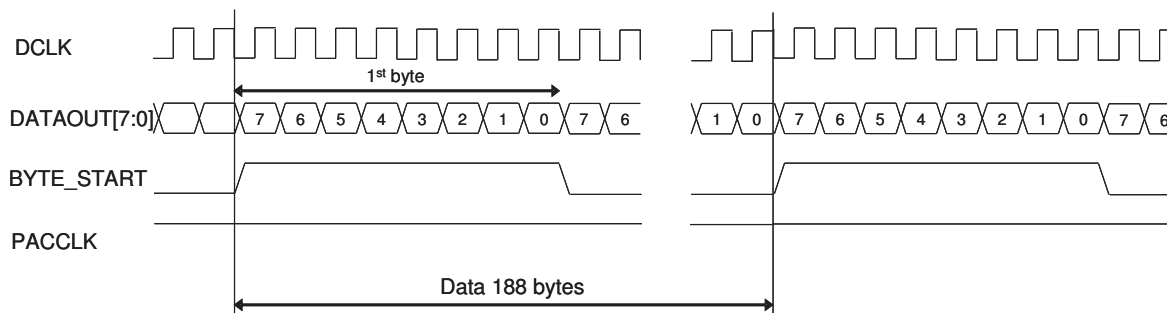 DCLK
1st byte
DATAOUT[7:0] 7 6 5 4 3 2 1 0 7 6 1 0 7 6 5 4 3 2 1 0 7 6
BYTE_START
PACCLK
Data 188 bytes